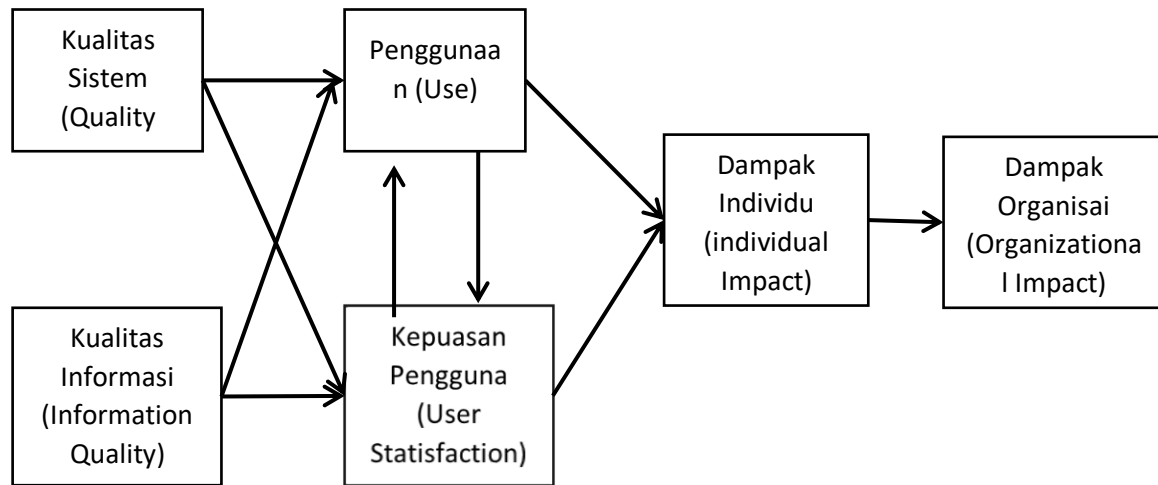 Kualitas
Sistem
(Quality
Penggunaa
n (Use)
Dampak
Individu
(individual
Impact)
Dampak
Organisai
(Organizationa
l Impact)
Kualitas
Informasi
(Information
Quality)
Kepuasan
Pengguna
(User
Statisfaction)